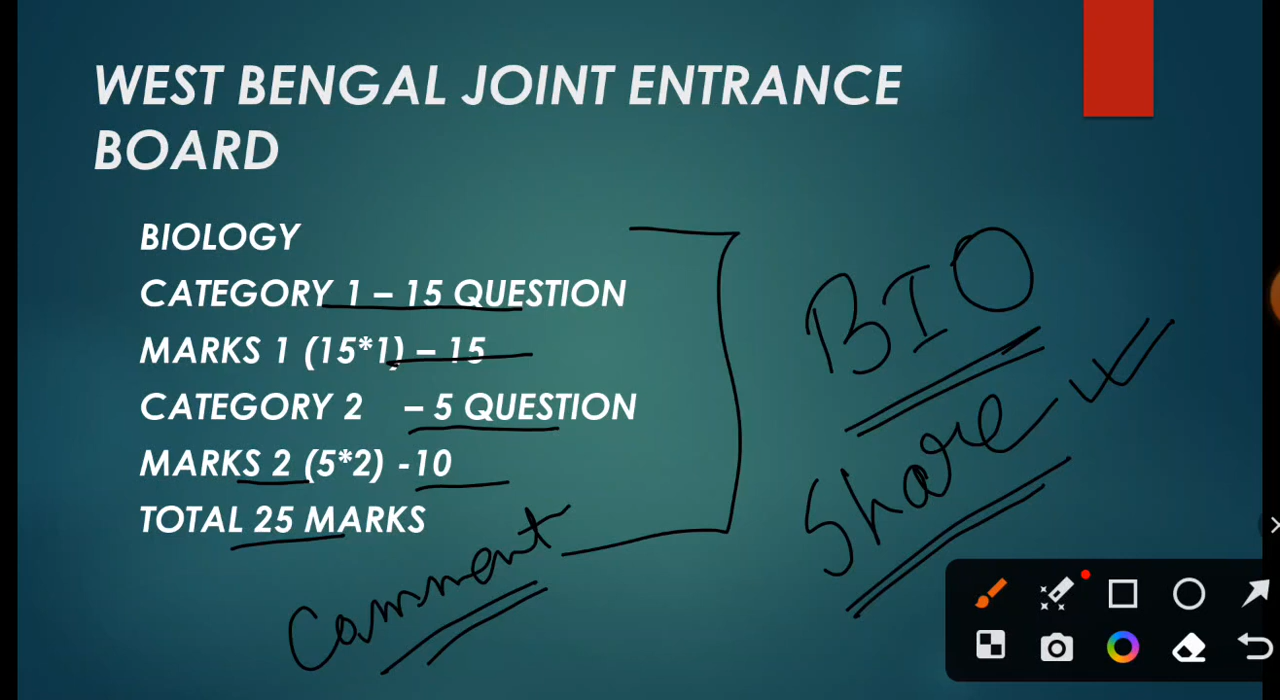 WEST BENGAL JOINT ENTRANCE
BOARD
BIOLOGY
CATEGORY 1 – 15 QUESTION
MARKS 1 (15*1) – 15
CATEGORY 2 – 5 QUESTION
MARKS 2 (5*2) -10
TOTAL 25 MARKS
BIO
Share
Comment